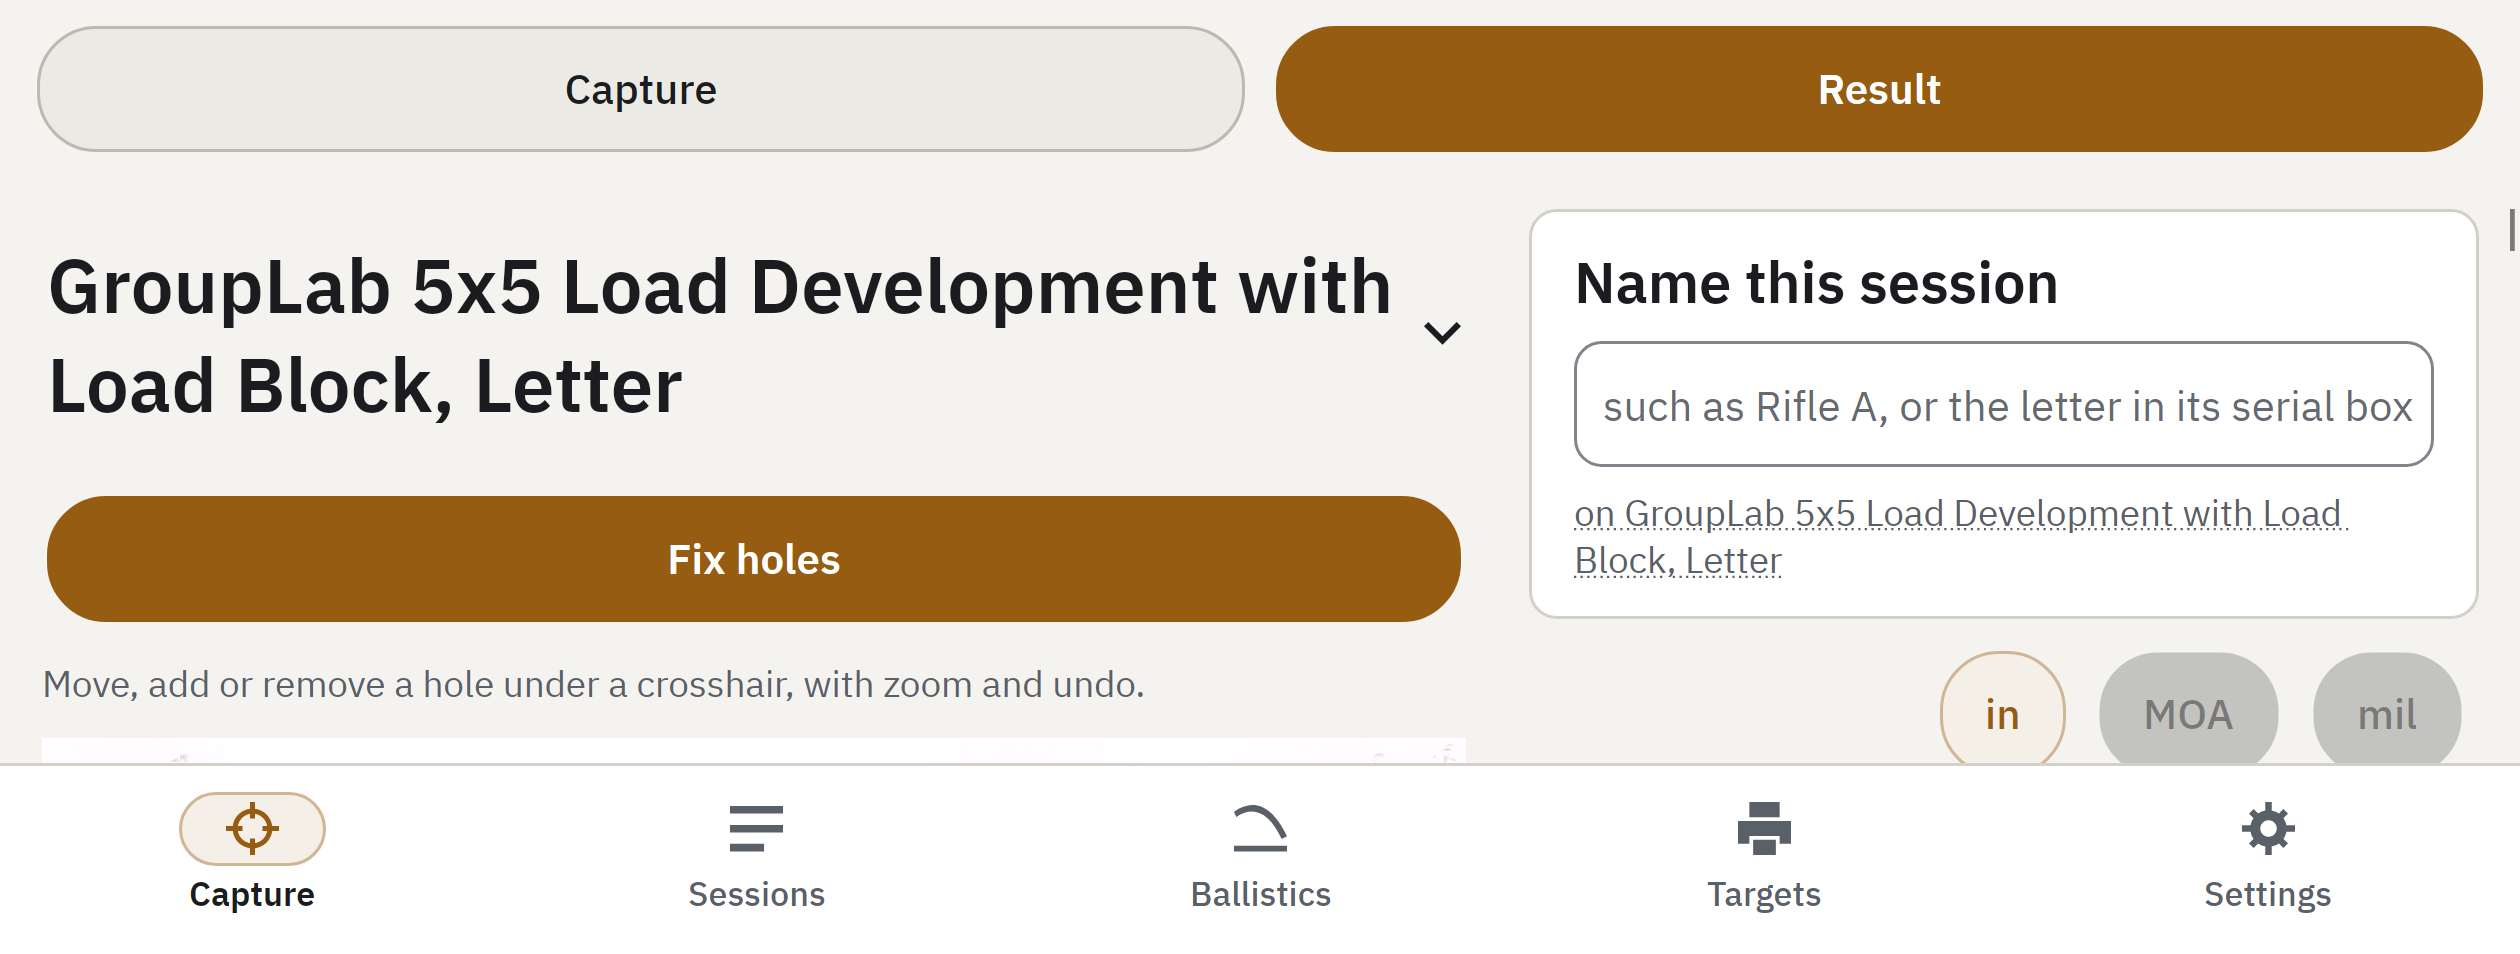 Capture
Result
GroupLab 5x5 Load Development with
Load Block, Letter
Fix holes
Move, add or remove a hole under a crosshair, with zoom and undo.
Name this session
such as Rifle A, or the letter in its serial box
on GroupLab 5x5 Load Development with Load
Block, Letter
in
MOA
mil
Capture
Sessions
Ballistics
Targets
Settings